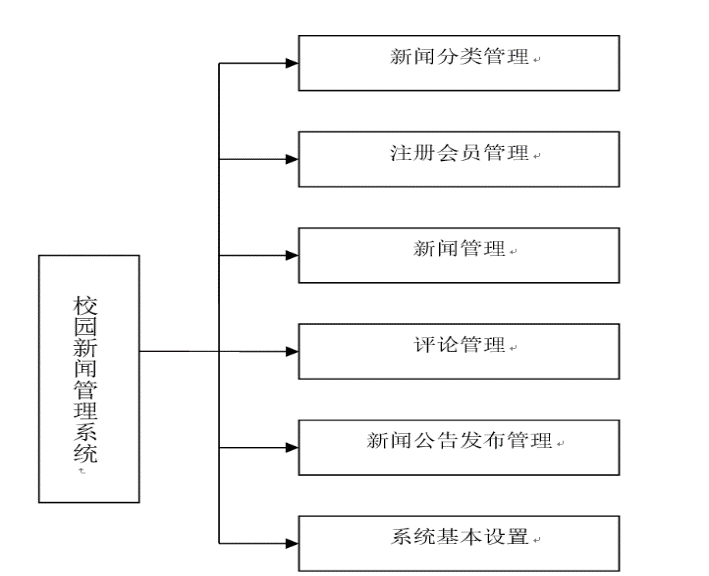 新闻分类管理
注册会员管理
新闻管理
校园新闻管理系统
评论管理
新闻公告发布管理
系统基本设置